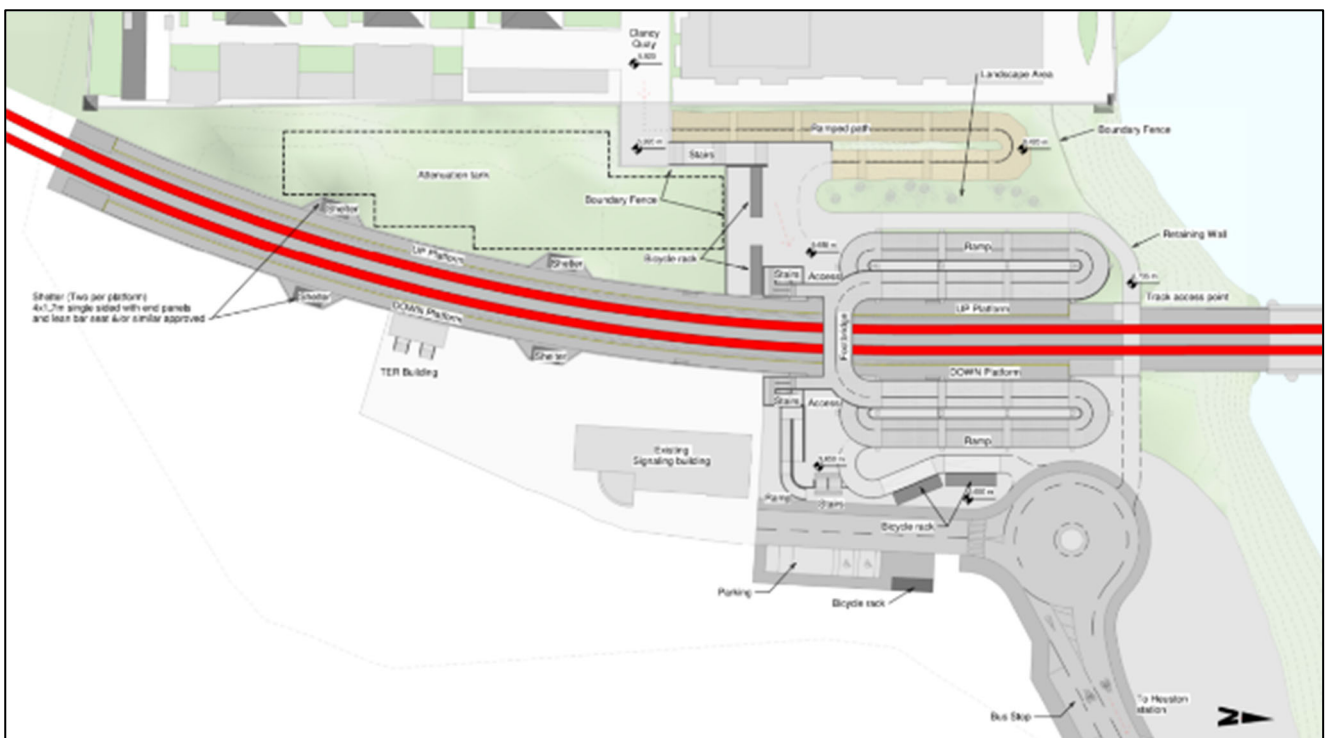 Clancy
Quay
Landscape Area
Ramped path
Boundary Fence
Stairs
Attenuation tank
Boundary Fence
Retaining Wall
Shelter
UP Platform
Bicycle rack
Shelter
Stairs
Access
Ramp
Track access point
Shelter (Two per platform)
4x1.7m single sided with end panels
and lean bar seat &/or similar approved
Shelter
DOWN Platform
UP Platform
Footbridge
Shelter
TER Building
DOWN Platform
Stairs
Access
Existing
Signaling building
Ramp
Ramp
Stairs
Bicycle rack
Parking
Bicycle rack
Bus Stop
To Heuston
station
N